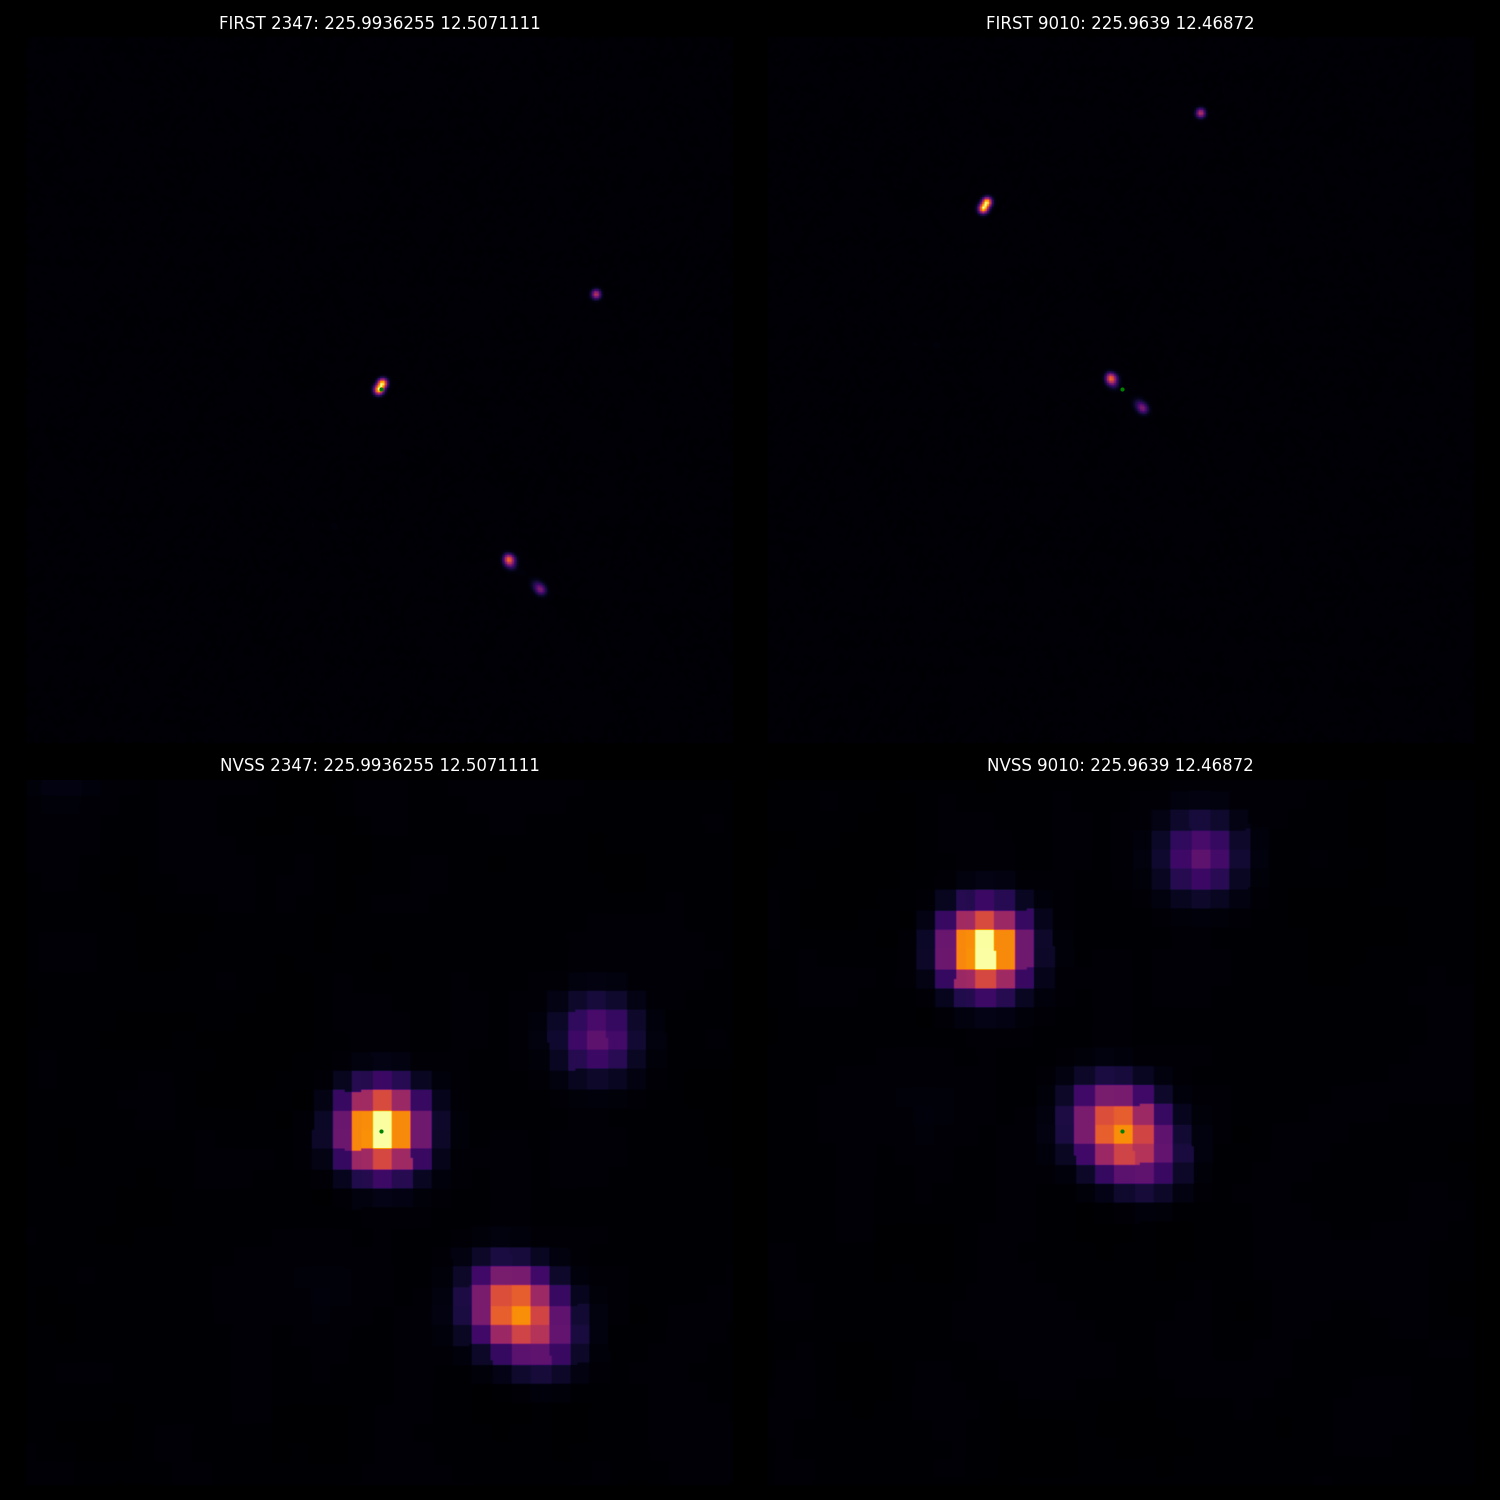 FIRST 2347: 225.9936255 12.5071111
FIRST 9010: 225.9639 12.46872
NVSS 2347: 225.9936255 12.5071111
NVSS 9010: 225.9639 12.46872